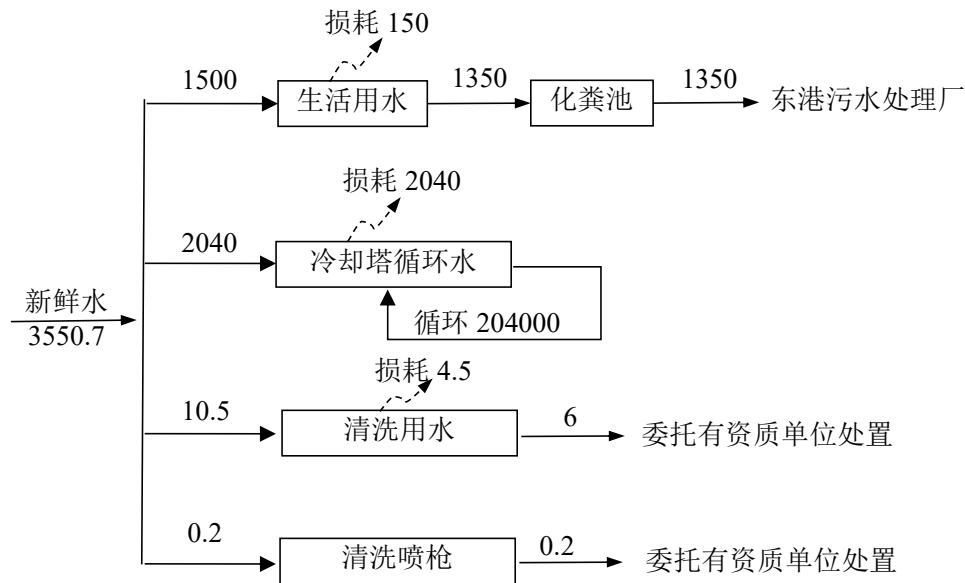 损耗 150
1500
生活用水
1350
化粪池
1350
东港污水处理厂
损耗 2040
2040
冷却塔循环水
循环 204000
新鲜水
3550.7
损耗 4.5
10.5
清洗用水
6
委托有资质单位处置
0.2
清洗喷枪
0.2
委托有资质单位处置